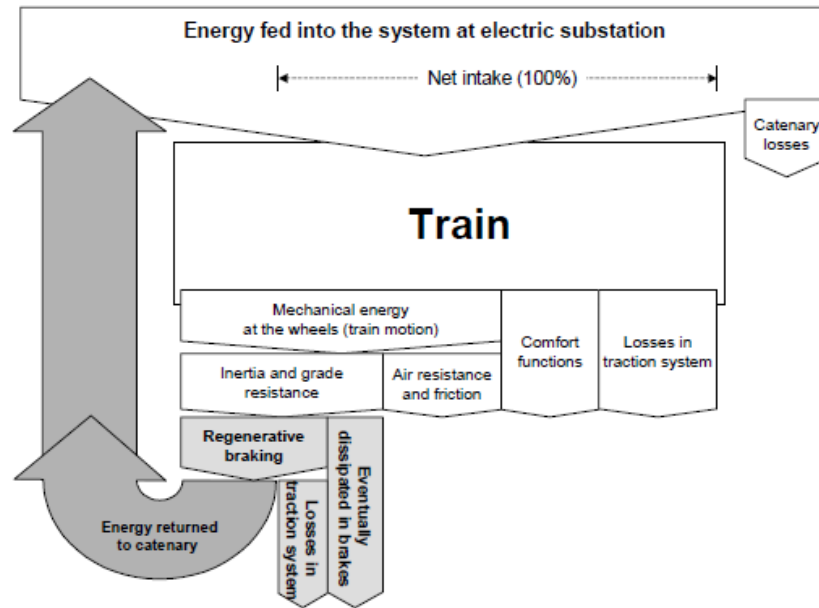 Energy fed into the system at electric substation
Net intake (100%)
Catenary
losses
Train
Mechanical energy
at the wheels (train motion)
Comfort
functions
Losses in
traction system
Inertia and grade
resistance
Air resistance
and friction
Regenerative
braking
Eventually
dissipated in brakes
Losses in
traction system
Energy returned
to catenary